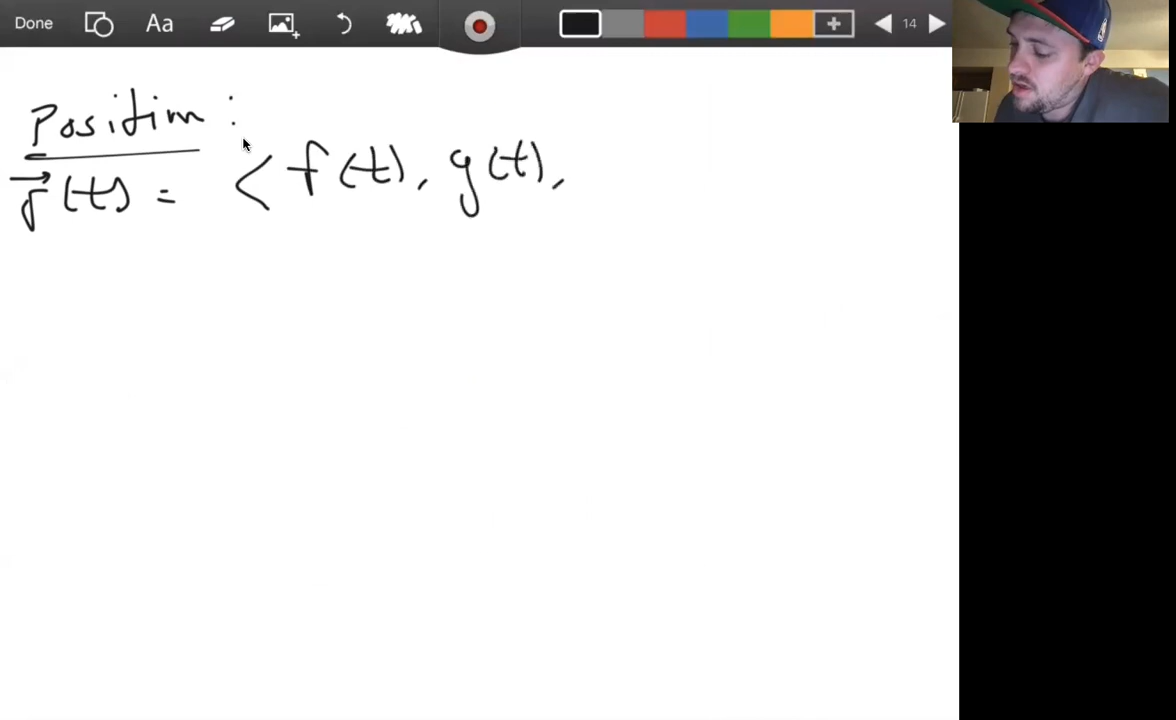 Done Aa 14
Position:
r⃗(t) = < f(t), g(t),